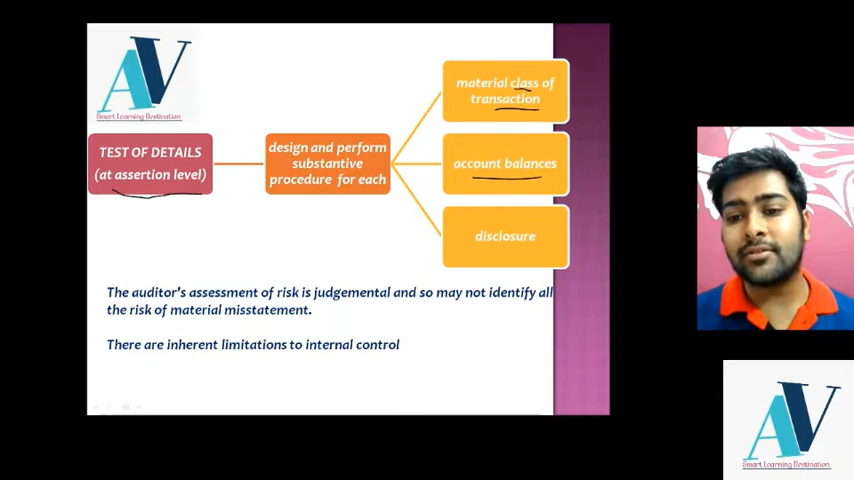 AV
Smart Learning Destination
TEST OF DETAILS
(at assertion level)
design and perform
substantive
procedure for each
material class of
transaction
account balances
disclosure
The auditor's assessment of risk is judgemental and so may not identify all
the risk of material misstatement.
There are inherent limitations to internal control
AV
Smart Learning Destination